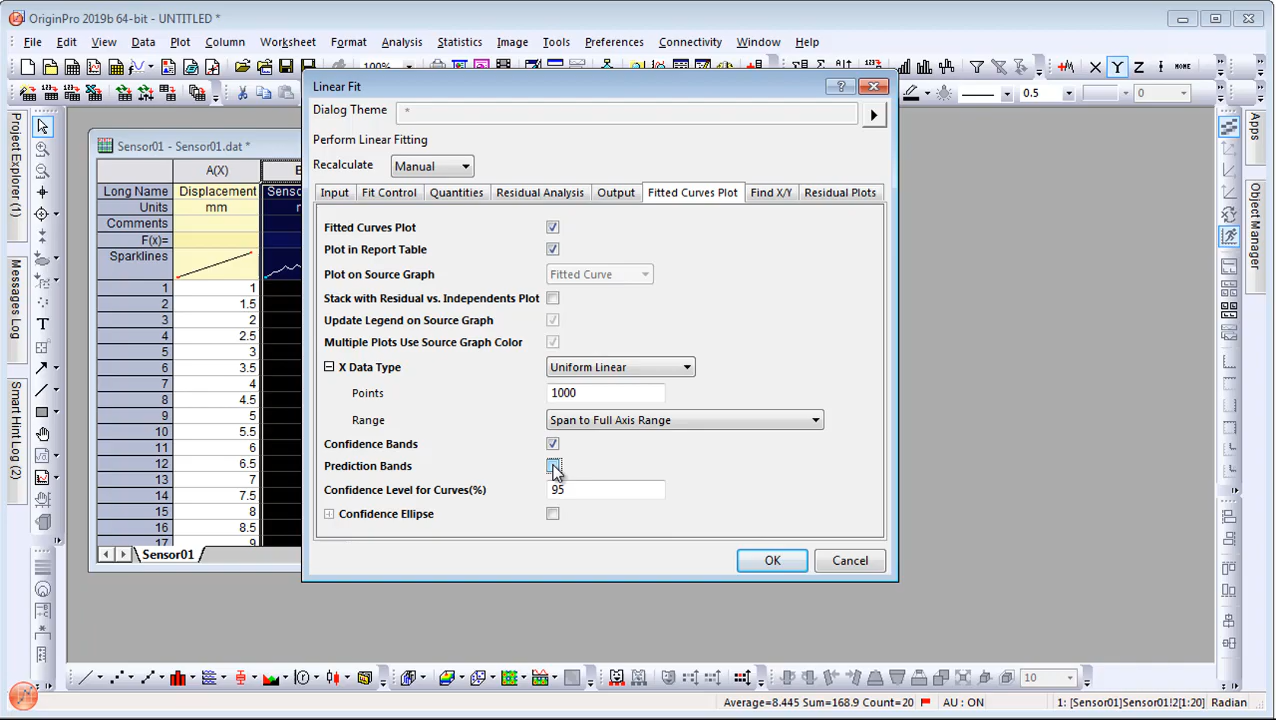 OriginPro 2019b 64-bit - UNTITLED *
File Edit View Data Plot Column Worksheet Format Analysis Statistics Image Tools Preferences Connectivity Window Help
100%
Y X Y Z HOME
0.5 0
Linear Fit
Dialog Theme *
Perform Linear Fitting
Recalculate Manual
Input Fit Control Quantities Residual Analysis Output Fitted Curves Plot Find X/Y Residual Plots
Fitted Curves Plot
Plot in Report Table
Plot on Source Graph Fitted Curve
Stack with Residual vs. Independents Plot
Update Legend on Source Graph
Multiple Plots Use Source Graph Color
X Data Type Uniform Linear
Points 1000
Range Span to Full Axis Range
Confidence Bands
Prediction Bands
Confidence Level for Curves(%) 95
Confidence Ellipse
OK Cancel
Sensor01 - Sensor01.dat *
A(X)
Long Name Displacement
Units mm
Comments
F(x)=
Sparklines
1 1
2 1.5
3 2
4 2.5
5 3
6 3.5
7 4
8 4.5
9 5
10 5.5
11 6
12 6.5
13 7
14 7.5
15 8
16 8.5
17 9
Sensor01
Project Explorer (1)
Messages Log
Smart Hint Log (2)
T
Apps
Object Manager
10
Average=8.445 Sum=168.9 Count=20 AU : ON 1: [Sensor01]Sensor01!2[1:20] Radian